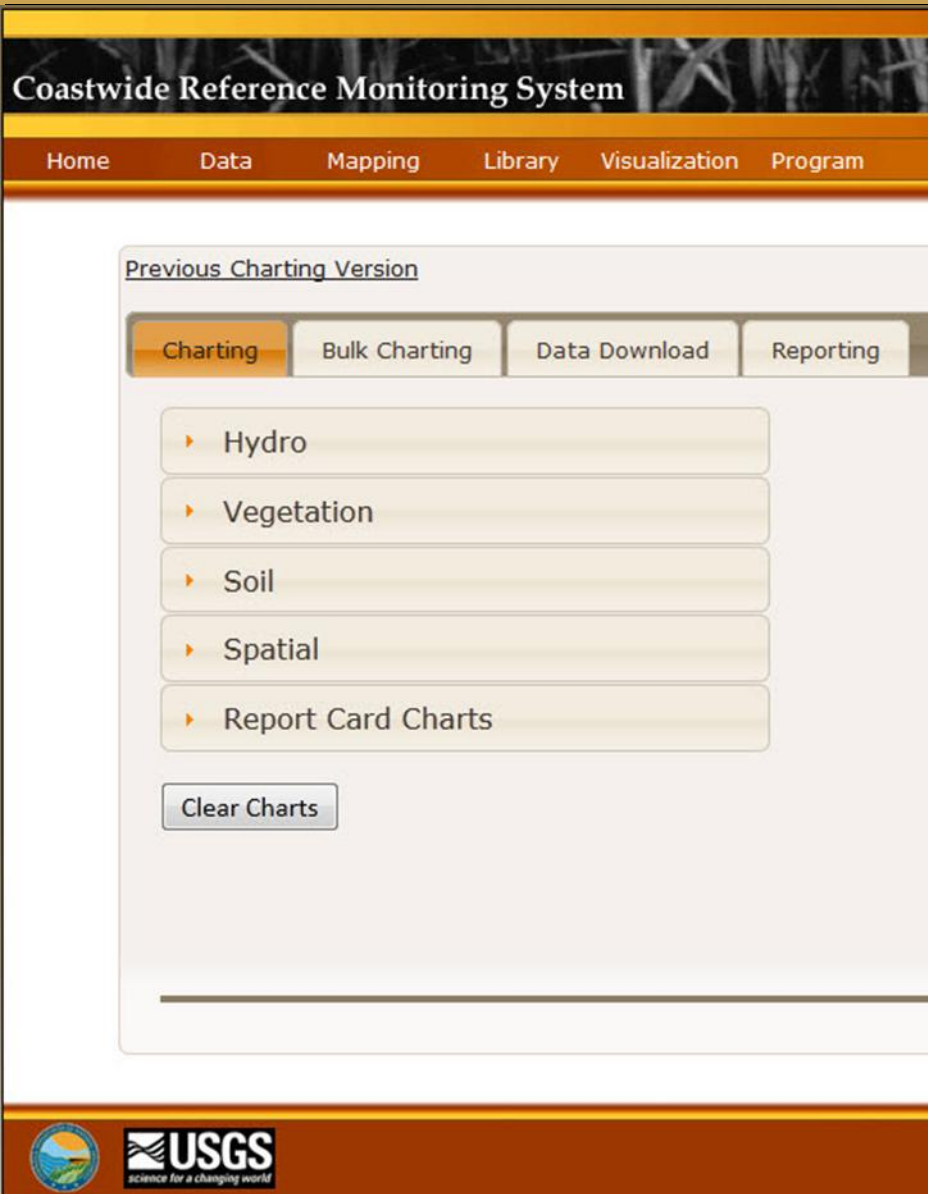 Coastwide Reference Monitoring System
Home Data Mapping Library Visualization Program
Previous Charting Version
Charting Bulk Charting Data Download Reporting
Hydro
Vegetation
Soil
Spatial
Report Card Charts
Clear Charts
USGS
science for a changing world